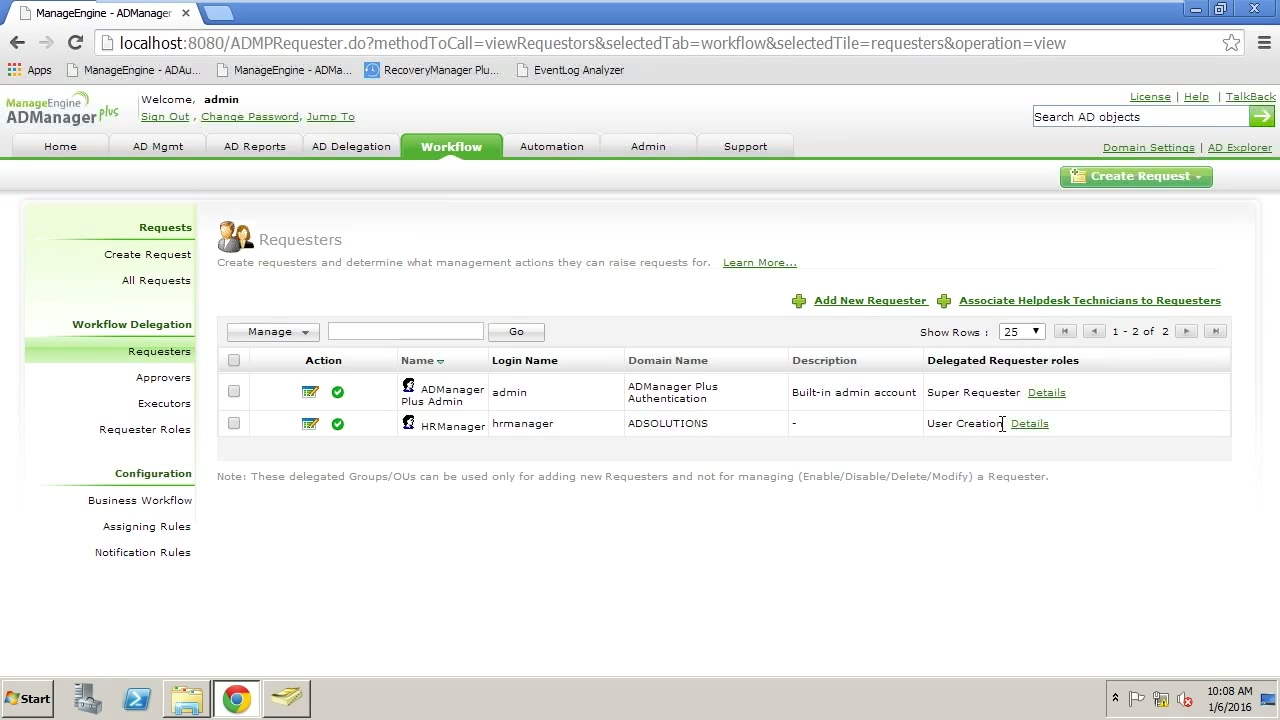 ManageEngine - ADManager
localhost:8080/ADMPRequester.do?methodToCall=viewRequestors&selectedTab=workflow&selectedTile=requesters&operation=view
Apps ManageEngine - ADAu... ManageEngine - ADMa... RecoveryManager Plu... EventLog Analyzer
ManageEngine
ADManager plus
Welcome, admin
Sign Out , Change Password, Jump To
License | Help | TalkBack
Search AD objects
Home AD Mgmt AD Reports AD Delegation Workflow Automation Admin Support
Domain Settings | AD Explorer
Create Request
Requests
Create Request
All Requests
Workflow Delegation
Requesters
Approvers
Executors
Requester Roles
Configuration
Business Workflow
Assigning Rules
Notification Rules
Requesters
Create requesters and determine what management actions they can raise requests for. Learn More...
Add New Requester Associate Helpdesk Technicians to Requesters
Manage Go Show Rows : 25 1 - 2 of 2
Action Name Login Name Domain Name Description Delegated Requester roles
ADManager Plus Admin admin ADManager Plus Authentication Built-in admin account Super Requester Details
HRManager hrmanager ADSOLUTIONS - User Creation Details
Note: These delegated Groups/OUs can be used only for adding new Requesters and not for managing (Enable/Disable/Delete/Modify) a Requester.
Start
10:08 AM
1/6/2016